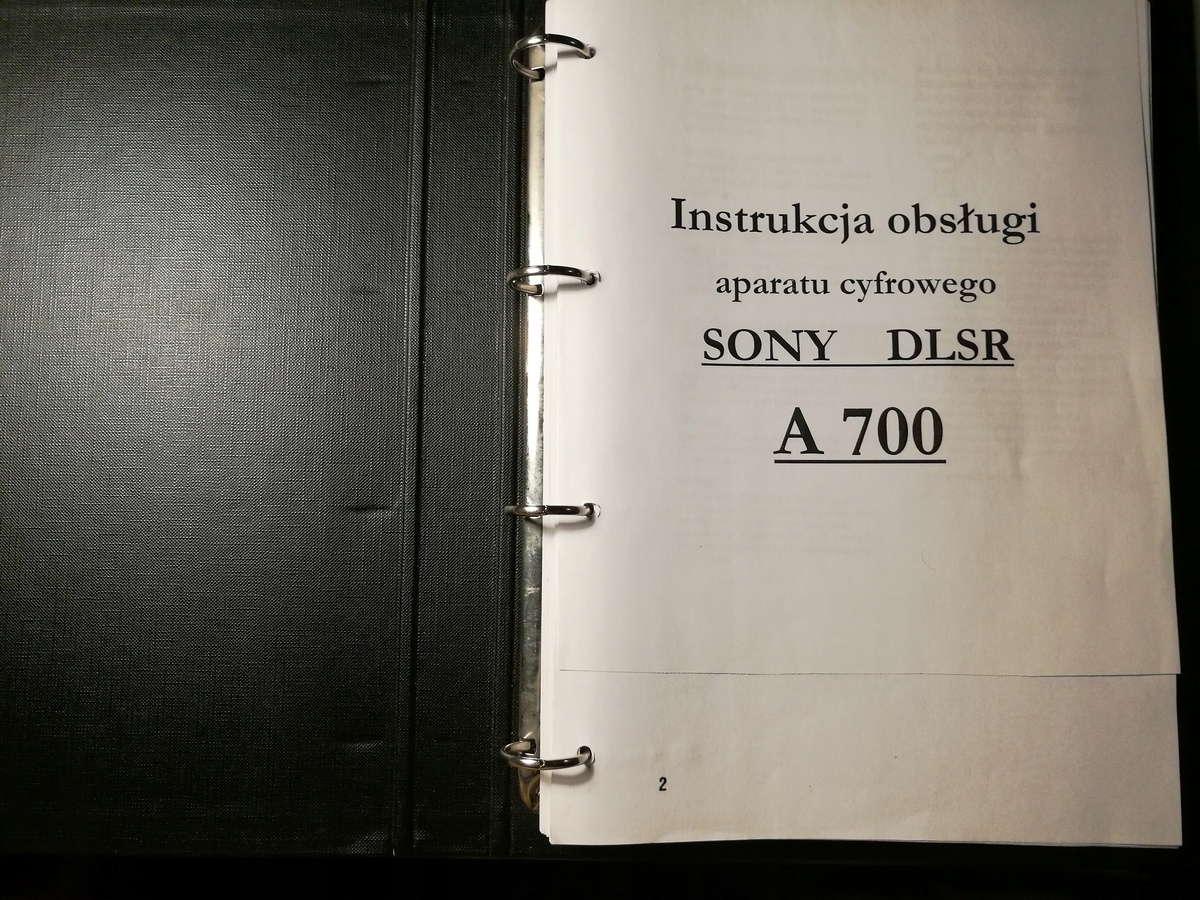 Instrukcja obsługi
aparatu cyfrowego
SONY DLSR
A 700
2